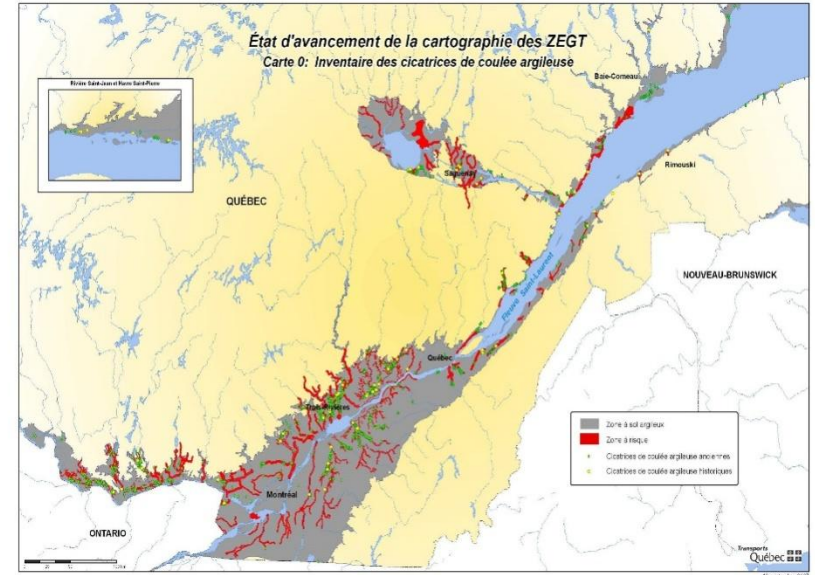 État d'avancement de la cartographie des ZEGT
Carte 0: Inventaire des cicatrices de coulée argileuse
Rivière Saint-Jean et Havre Saint-Pierre
Baie-Comeau
Rimouski
Saguenay
QUÉBEC
NOUVEAU-BRUNSWICK
Fleuve Saint-Laurent
Québec
Trois-Rivières
Montréal
ONTARIO
Zone à sol argileux
Zone à risque
Cicatrices de coulée argileuse anciennes
Cicatrices de coulée argileuse historiques
Transports
Québec